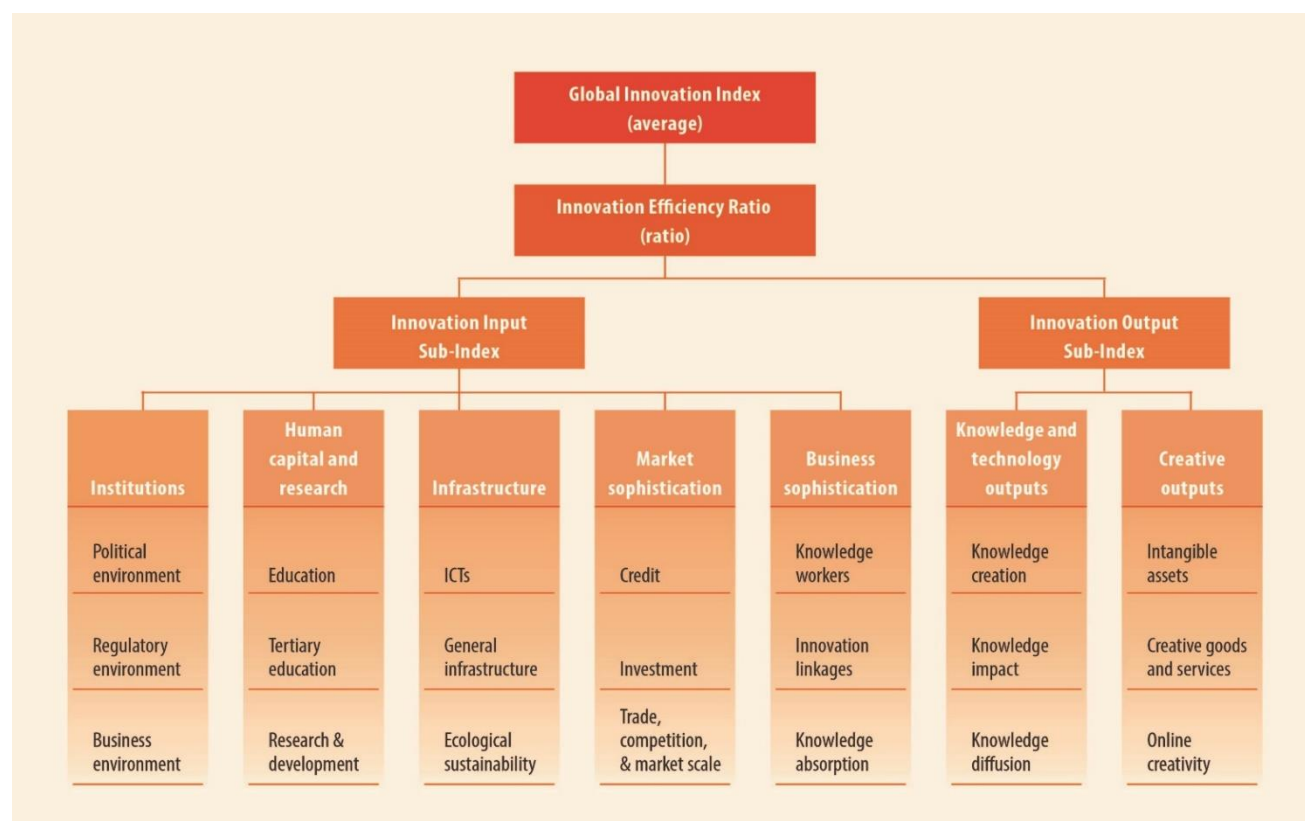 Global Innovation Index
(average)
Innovation Efficiency Ratio
(ratio)
Innovation Input
Sub-Index
Innovation Output
Sub-Index
Institutions
Human
capital and
research
Infrastructure
Market
sophistication
Business
sophistication
Knowledge and
technology
outputs
Creative
outputs
Political
environment
Education
ICTs
Credit
Knowledge
workers
Knowledge
creation
Intangible
assets
Regulatory
environment
Tertiary
education
General
infrastructure
Investment
Innovation
linkages
Knowledge
impact
Creative goods
and services
Business
environment
Research &
development
Ecological
sustainability
Trade,
competition,
& market scale
Knowledge
absorption
Knowledge
diffusion
Online
creativity